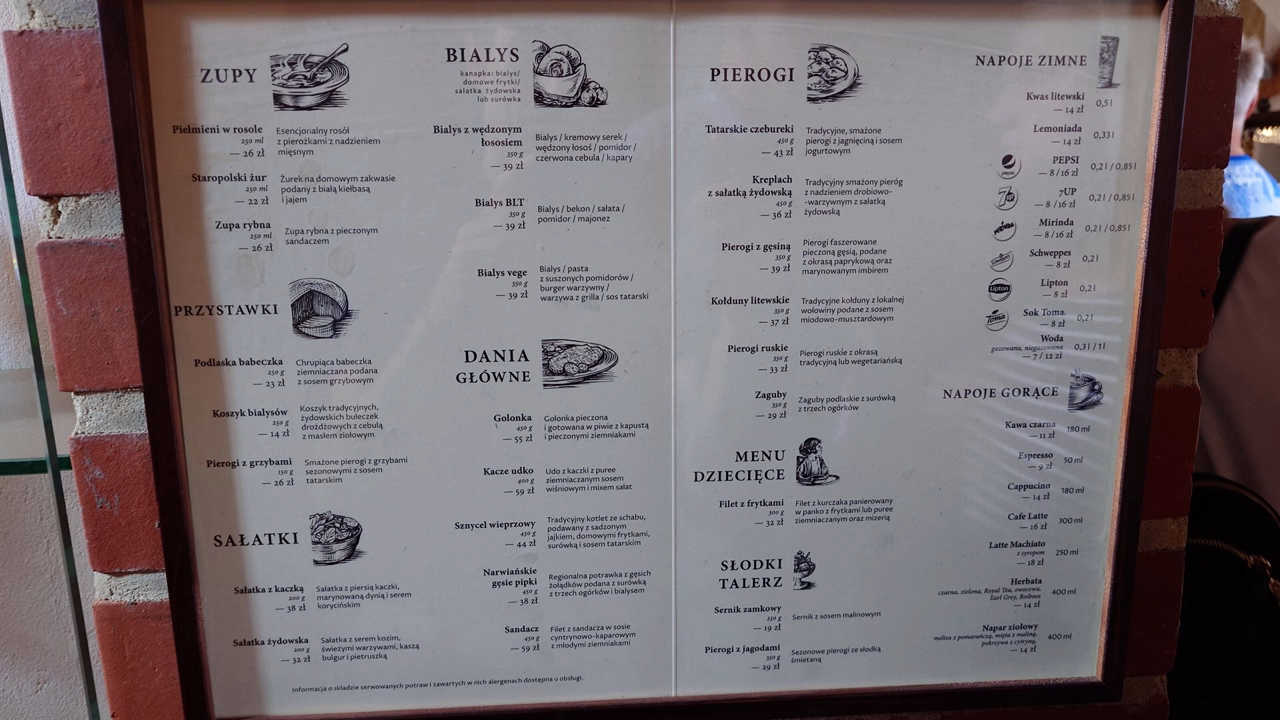 ZUPY
Pielmieni w rosole
250 ml
— 26 zł
Esencjonalny rosół
z pierożkami z nadzieniem
mięsnym
Staropolski żur
250 ml
— 22 zł
Żurek na domowym zakwasie
podany z białą kiełbasą
i jajem
Zupa rybna
250 ml
— 26 zł
Zupa rybna z pieczonym
sandaczem
PRZYSTAWKI
Podlaska babeczka
250 g
— 23 zł
Chrupiąca babeczka
ziemniaczana podana
z sosem grzybowym
Koszyk bialysów
250 g
— 14 zł
Koszyk tradycyjnych,
żydowskich bułeczek
drożdżowych z cebulą
z masłem ziołowym
Pierogi z grzybami
150 g
— 26 zł
Smażone pierogi z grzybami
sezonowymi z sosem
tatarskim
SAŁATKI
Sałatka z kaczką
200 g
— 38 zł
Sałatka z piersią kaczki,
marynowaną dynią i serem
korycińskim
Sałatka żydowska
200 g
— 32 zł
Sałatka z serem kozim,
świeżymi warzywami, kaszą
bulgur i pietruszką
BIALYS
kanapka: bialys/
domowe frytki/
sałatka żydowska
lub surówka
Bialys z wędzonym
łososiem
350 g
— 39 zł
Bialys / kremowy serek /
wędzony łosoś / pomidor /
czerwona cebula / kapary
Bialys BLT
350 g
— 39 zł
Bialys / bekon / sałata /
pomidor / majonez
Bialys vege
350 g
— 39 zł
Bialys / pasta
z suszonych pomidorów /
burger warzywny /
warzywa z grilla / sos tatarski
DANIA
GŁÓWNE
Golonka
450 g
— 55 zł
Golonka pieczona
i gotowana w piwie z kapustą
i pieczonymi ziemniakami
Kacze udko
400 g
— 59 zł
Udo z kaczki z puree
ziemniaczanym sosem
wiśniowym i mixem sałat
Sznycel wieprzowy
450 g
— 44 zł
Tradycyjny kotlet ze schabu,
podawany z sadzonym
jajkiem, domowymi frytkami,
surówką i sosem tatarskim
Narwiańskie
gęsie pipki
450 g
— 38 zł
Regionalna potrawka z gęsich
żołądków podana z surówką
z trzech ogórków i bialysem
Sandacz
450 g
— 59 zł
Filet z sandacza w sosie
cyntrynowo-kaparowym
z młodymi ziemniakami
Informacja o składzie serwowanych potraw i zawartych w nich alergenach dostępna u obsługi.
PIEROGI
Tatarskie czebureki
450 g
— 43 zł
Tradycyjne, smażone
pierogi z jagnięciną i sosem
jogurtowym
Kreplach
z sałatką żydowską
450 g
— 36 zł
Tradycyjny smażony pieróg
z nadzieniem drobiowo-
-warzywnym z sałatką
żydowską
Pierogi z gęsiną
350 g
— 39 zł
Pierogi faszerowane
pieczoną gęsią, podane
z okrasą paprykową oraz
marynowanym imbirem
Kołduny litewskie
350 g
— 37 zł
Tradycyjne kołduny z lokalnej
wołowiny podane z sosem
miodowo-musztardowym
Pierogi ruskie
350 g
— 33 zł
Pierogi ruskie z okrasą
tradycyjną lub wegetariańską
Zaguby
350 g
— 29 zł
Zaguby podlaskie z surówką
z trzech ogórków
MENU
DZIECIĘCE
Filet z frytkami
300 g
— 32 zł
Filet z kurczaka panierowany
w panko z frytkami lub puree
ziemniaczanym oraz mizerią
SŁODKI
TALERZ
Sernik zamkowy
150 g
— 19 zł
Sernik z sosem malinowym
Pierogi z jagodami
350 g
— 29 zł
Sezonowe pierogi ze słodką
śmietaną
NAPOJE ZIMNE
Kwas litewski
— 14 zł
0,5 l
Lemoniada
— 14 zł
0,33 l
pepsi
PEPSI
— 8 / 16 zł
0,2 l / 0,85 l
7UP
— 8 / 16 zł
0,2 l / 0,85 l
Mirinda
— 8 / 16 zł
0,2 l / 0,85 l
Schweppes
— 8 zł
0,2 l
Lipton
Lipton
— 8 zł
0,2 l
Toma
Sok Toma
— 8 zł
0,2 l
Woda
gazowana, niegazowana
— 7 / 12 zł
0,3 l / 1 l
NAPOJE GORĄCE
Kawa czarna
— 11 zł
180 ml
Espresso
— 9 zł
50 ml
Cappucino
— 14 zł
180 ml
Cafe Latte
— 16 zł
300 ml
Latte Machiato
z syropem
— 18 zł
250 ml
Herbata
czarna, zielona, Royal Tea, owocowa,
Earl Grey, Roiboss
— 14 zł
400 ml
Napar ziołowy
melisa z pomarańczą, mięta z maliną,
pokrzywa z cytryną,
— 14 zł
400 ml